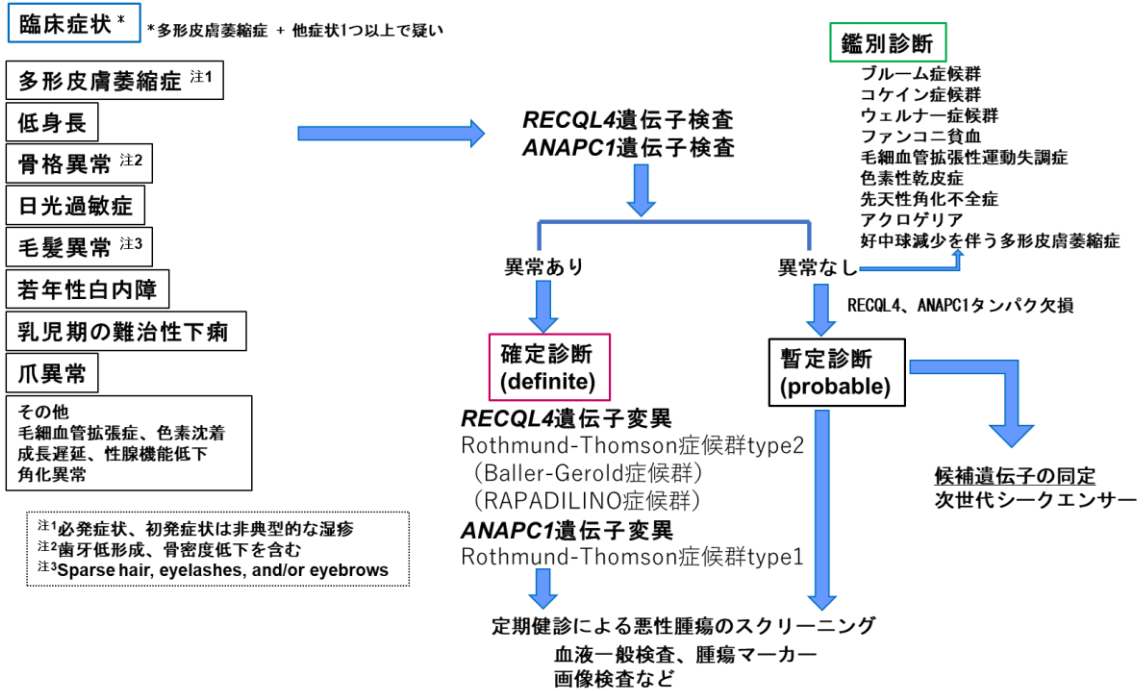 臨床症状*
*多形皮膚萎縮症 + 他症状1つ以上で疑い
多形皮膚萎縮症 注1
低身長
骨格異常 注2
日光過敏症
毛髪異常 注3
若年性白内障
乳児期の難治性下痢
爪異常
その他
毛細血管拡張症、色素沈着
成長遅延、性腺機能低下
角化異常
注1必発症状、初発症状は非典型的な湿疹
注2歯牙低形成、骨密度低下を含む
注3Sparse hair, eyelashes, and/or eyebrows
RECQL4遺伝子検査
ANAPC1遺伝子検査
異常あり
異常なし
鑑別診断
ブルーム症候群
コケイン症候群
ウェルナー症候群
ファンコニ貧血
毛細血管拡張性運動失調症
色素性乾皮症
先天性角化不全症
アクロゲリア
好中球減少を伴う多形皮膚萎縮症
RECQL4、ANAPC1タンパク欠損
確定診断
(definite)
暫定診断
(probable)
RECQL4遺伝子変異
Rothmund-Thomson症候群type2
（Baller-Gerold症候群）
（RAPADILINO症候群）
ANAPC1遺伝子変異
Rothmund-Thomson症候群type1
候補遺伝子の同定
次世代シークエンサー
定期健診による悪性腫瘍のスクリーニング
血液一般検査、腫瘍マーカー
画像検査など